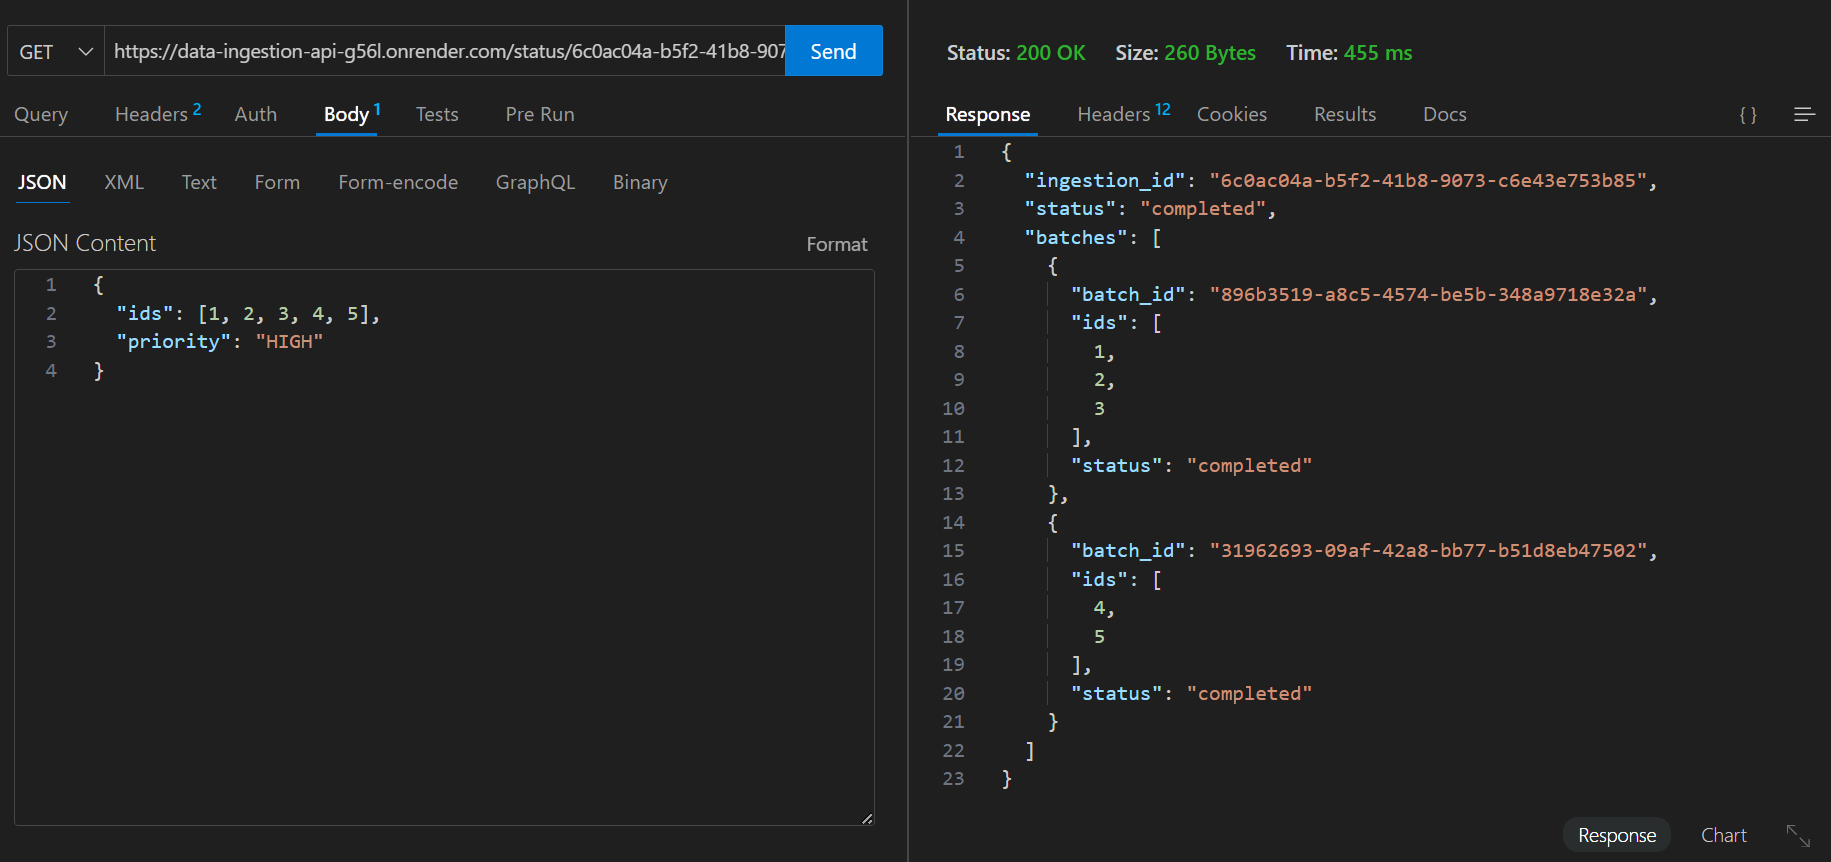 GET https://data-ingestion-api-g56l.onrender.com/status/6c0ac04a-b5f2-41b8-907 Send
Query Headers 2 Auth Body 1 Tests Pre Run
JSON XML Text Form Form-encode GraphQL Binary
JSON Content Format
1 {
2 "ids": [1, 2, 3, 4, 5],
3 "priority": "HIGH"
4 }
Status: 200 OK Size: 260 Bytes Time: 455 ms
Response Headers 12 Cookies Results Docs { }
1 {
2 "ingestion_id": "6c0ac04a-b5f2-41b8-9073-c6e43e753b85",
3 "status": "completed",
4 "batches": [
5 {
6 "batch_id": "896b3519-a8c5-4574-be5b-348a9718e32a",
7 "ids": [
8 1,
9 2,
10 3
11 ],
12 "status": "completed"
13 },
14 {
15 "batch_id": "31962693-09af-42a8-bb77-b51d8eb47502",
16 "ids": [
17 4,
18 5
19 ],
20 "status": "completed"
21 }
22 ]
23 }
Response Chart